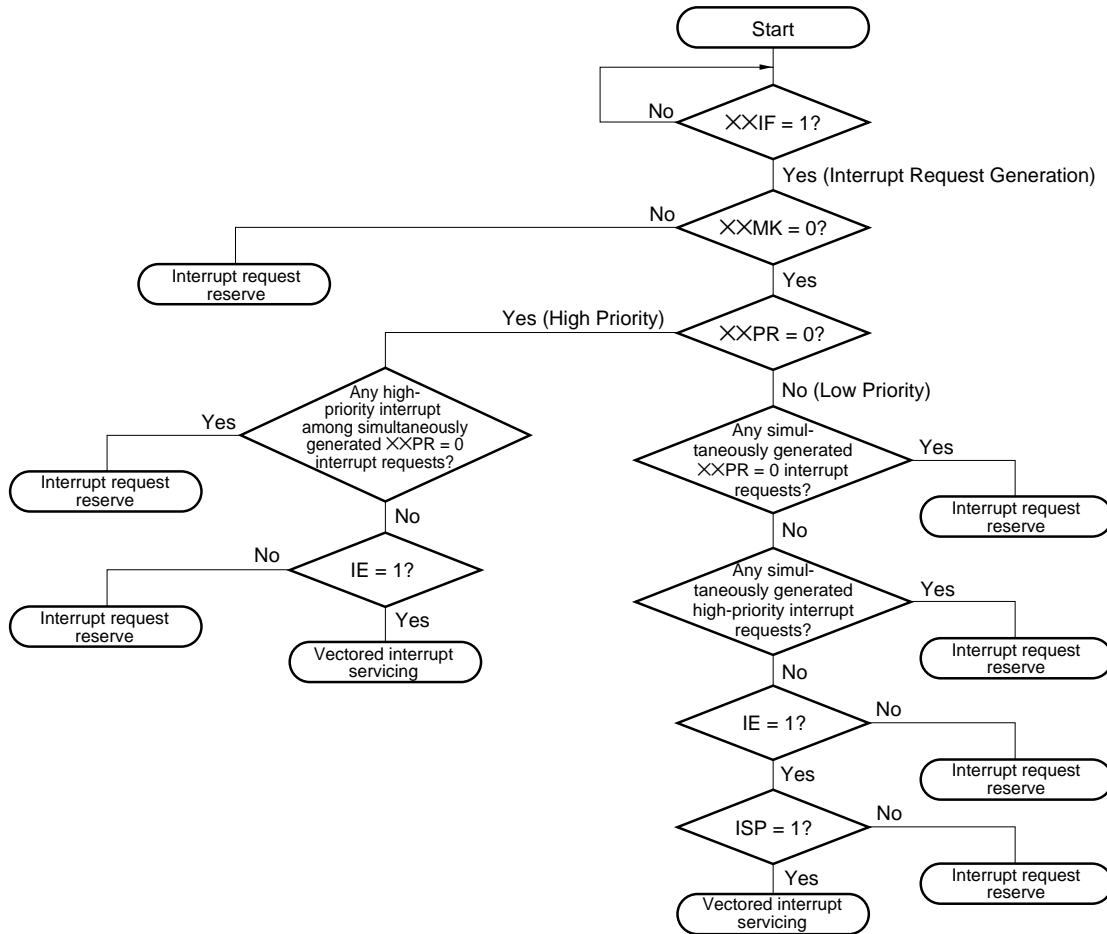 Start
No
××IF = 1?
Yes (Interrupt Request Generation)
No
××MK = 0?
Interrupt request
reserve
Yes
Yes (High Priority)
××PR = 0?
No (Low Priority)
Any high-
priority interrupt
among simultaneously
generated ××PR = 0
interrupt requests?
Yes
Interrupt request
reserve
No
Any simul-
taneously generated
××PR = 0 interrupt
requests?
Yes
Interrupt request
reserve
No
No
IE = 1?
Interrupt request
reserve
Yes
Vectored interrupt
servicing
Any simul-
taneously generated
high-priority interrupt
requests?
Yes
Interrupt request
reserve
No
IE = 1?
No
Interrupt request
reserve
Yes
ISP = 1?
No
Interrupt request
reserve
Yes
Vectored interrupt
servicing